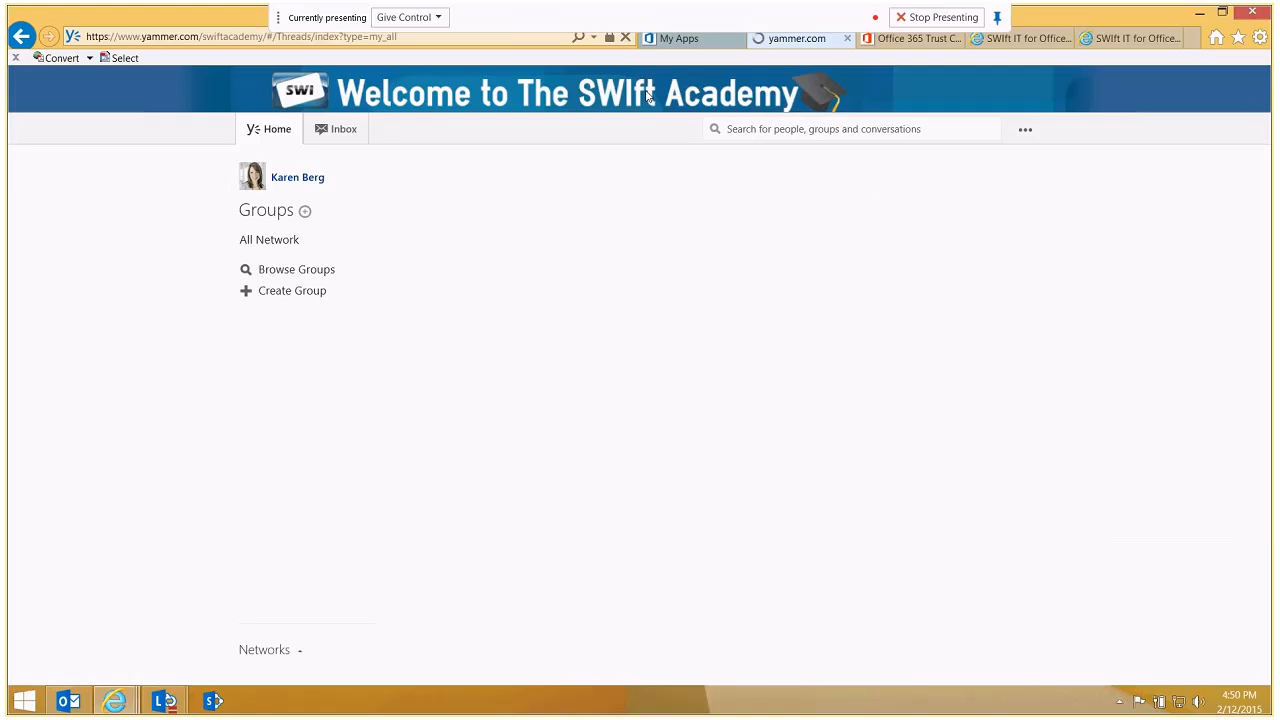 Currently presenting Give Control Stop Presenting
https://www.yammer.com/swiftacademy/#/Threads/index?type=my_all My Apps yammer.com Office 365 Trust C... SWIft IT for Office... SWIft IT for Office...
Convert Select
SWI Welcome to The SWIft Academy
Home Inbox Search for people, groups and conversations
Karen Berg
Groups
All Network
Browse Groups
Create Group
Networks
4:50 PM
2/12/2015